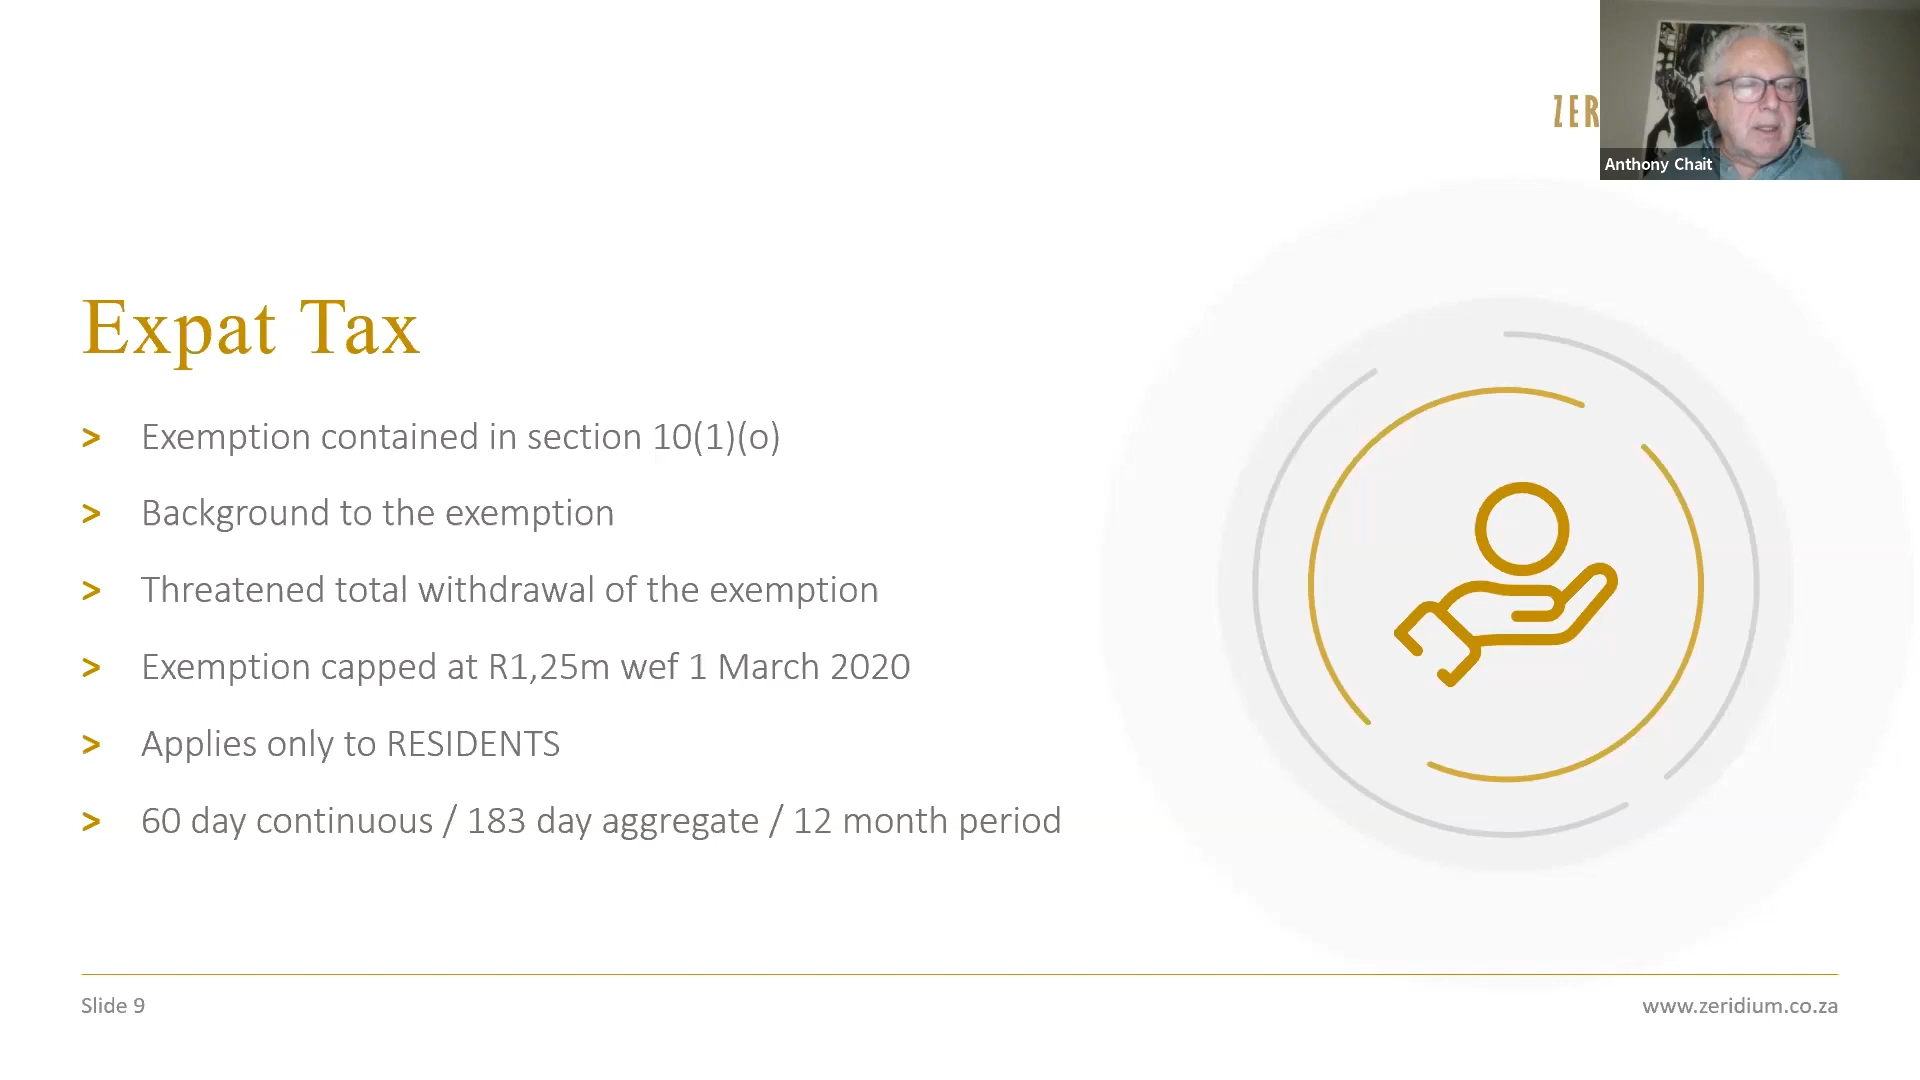 ZER
Anthony Chait
Expat Tax
> Exemption contained in section 10(1)(o)
> Background to the exemption
> Threatened total withdrawal of the exemption
> Exemption capped at R1,25m wef 1 March 2020
> Applies only to RESIDENTS
> 60 day continuous / 183 day aggregate / 12 month period
Slide 9
www.zeridium.co.za